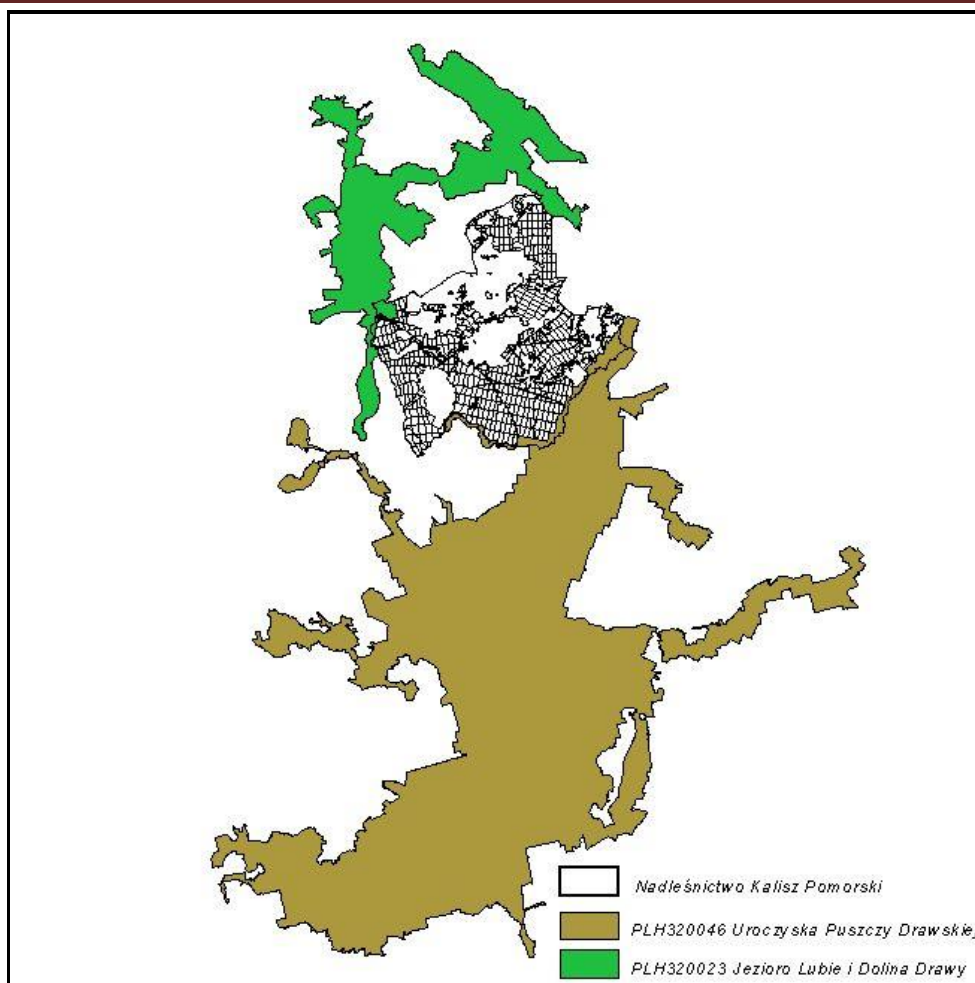 Nadleśnictwo Kalisz Pomorski
PLH320046 Uroczyska Puszczy Drawskiej
PLH320023 Jezioro Lubie i Dolina Drawy